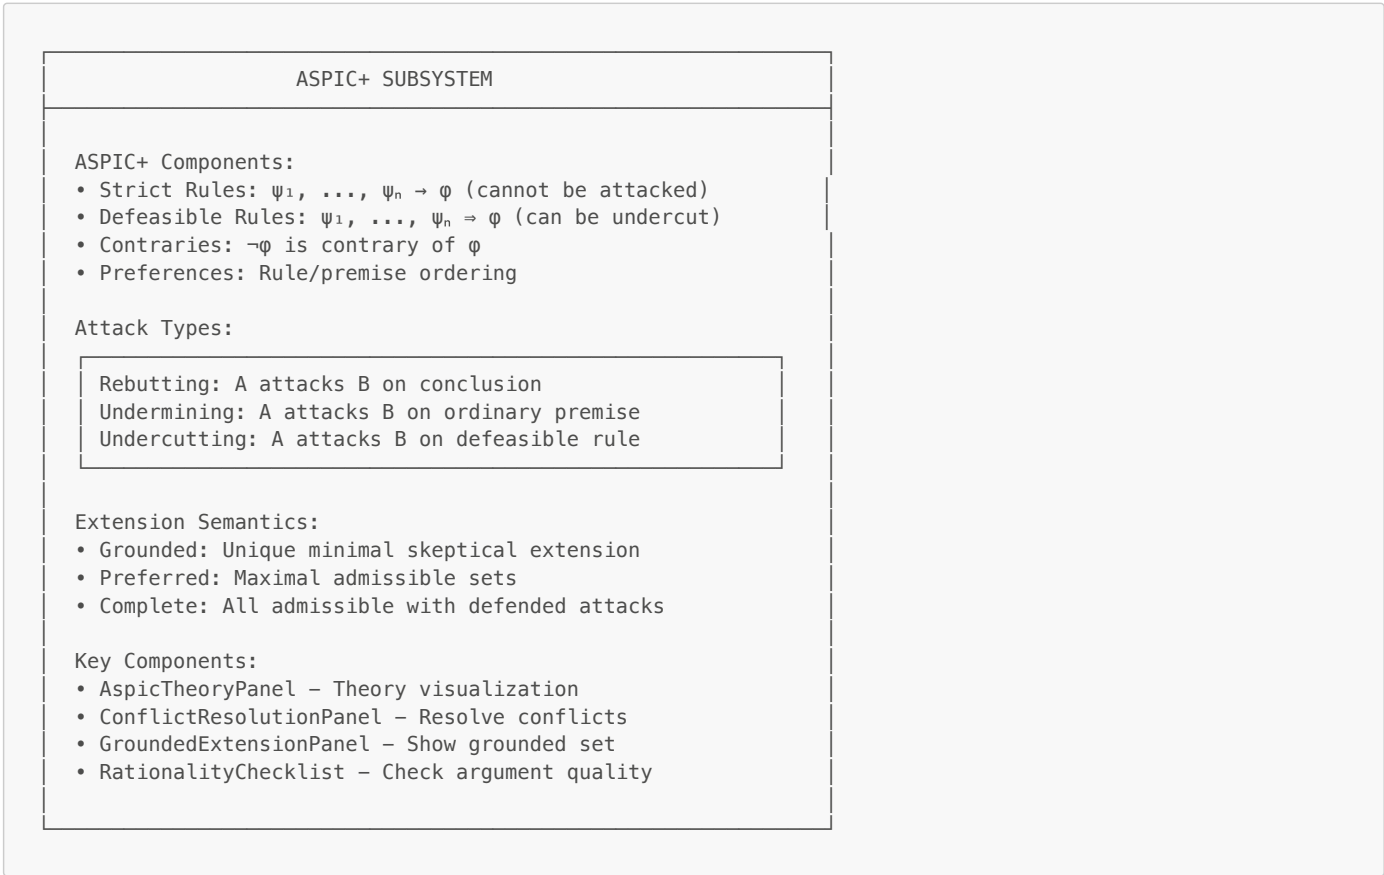 ASPIC+ SUBSYSTEM
ASPIC+ Components:
• Strict Rules: ψ₁, ..., ψₙ → φ (cannot be attacked)
• Defeasible Rules: ψ₁, ..., ψₙ ⇒ φ (can be undercut)
• Contraries: ¬φ is contrary of φ
• Preferences: Rule/premise ordering
Attack Types:
Rebutting: A attacks B on conclusion
Undermining: A attacks B on ordinary premise
Undercutting: A attacks B on defeasible rule
Extension Semantics:
• Grounded: Unique minimal skeptical extension
• Preferred: Maximal admissible sets
• Complete: All admissible with defended attacks
Key Components:
• AspicTheoryPanel – Theory visualization
• ConflictResolutionPanel – Resolve conflicts
• GroundedExtensionPanel – Show grounded set
• RationalityChecklist – Check argument quality